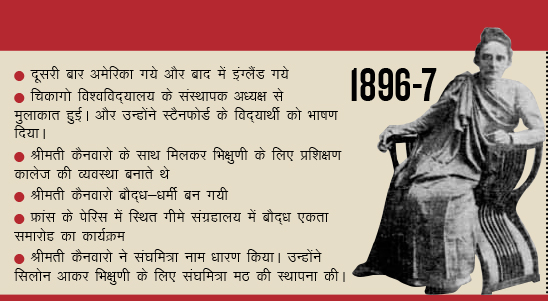 1896-7
● दूसरी बार अमेरिका गये और बाद में इंग्लैंड गये
● चिकागो विश्वविद्यालय के संस्थापक अध्यक्ष से
मुलाकात हुई। और उन्होंने स्टैनफोर्ड के विद्यार्थी को भाषण
दिया।
● श्रीमती कैनवारो के साथ मिलकर भिक्षुणी के लिए प्रशिक्षण
कालेज की व्यवस्था बनाते थे
● श्रीमती कैनवारो बौद्ध–धर्मी बन गयी
● फ्रांस के पेरिस में स्थित गीमे संग्रहालय में बौद्ध एकता
समारोड का कार्यक्रम
● श्रीमती कैनवारो ने संघमित्रा नाम धारण किया। उन्होंने
सिलोन आकर भिक्षुणी के लिए संघमित्रा मठ की स्थापना की।